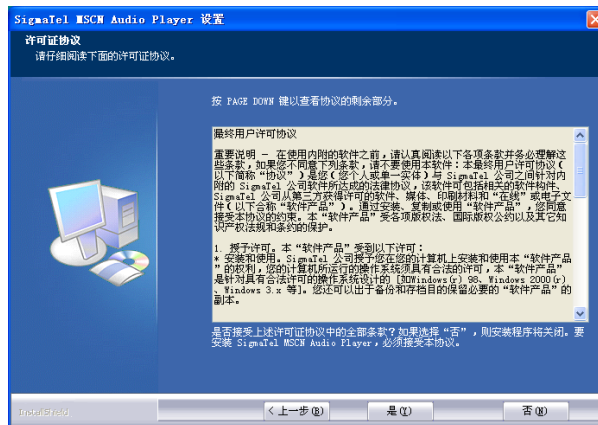 SigmaTel MSCN Audio Player 设置
许可证协议
请仔细阅读下面的许可证协议。
按 PAGE DOWN 键以查看协议的剩余部分。
最终用户许可协议
重要说明 - 在使用内附的软件之前,请认真阅读以下各项条款并务必理解这
些条款,如果您不同意下列条款,请不要使用本软件:本最终用户许可协议(
以下简称“协议”)是您(您个人或单一实体)与 SigmaTel 公司之间针对内
附的 SigmaTel 公司软件所达成的法律协议,该软件可包括相关的软件构件、
SigmaTel 公司从第三方获得许可的软件、媒体、印刷材料和“在线”或电子文
件(以下合称“软件产品”)。通过安装、复制或使用“软件产品”,您同意
接受本协议的约束。本“软件产品”受各项版权法、国际版权公约以及其它知
识产权法规和条约的保护。
1. 授予许可。本“软件产品”受到以下许可:
* 安装和使用。SigmaTel 公司授予您在您的计算机上安装和使用本“软件产品
”的权利,您的计算机所运行的操作系统须具有合法的许可,本“软件产品”
是针对具有合法许可的操作系统设计的 [如Windows(r) 98、Windows 2000(r)
、Windows 3.x 等]。您还可以出于备份和存档目的保留必要的“软件产品”的
副本。
是否接受上述许可证协议中的全部条款?如果选择“否”,则安装程序将关闭。要
安装 SigmaTel MSCN Audio Player,必须接受本协议。
InstallShield
< 上一步(B) 是(Y) 否(N)